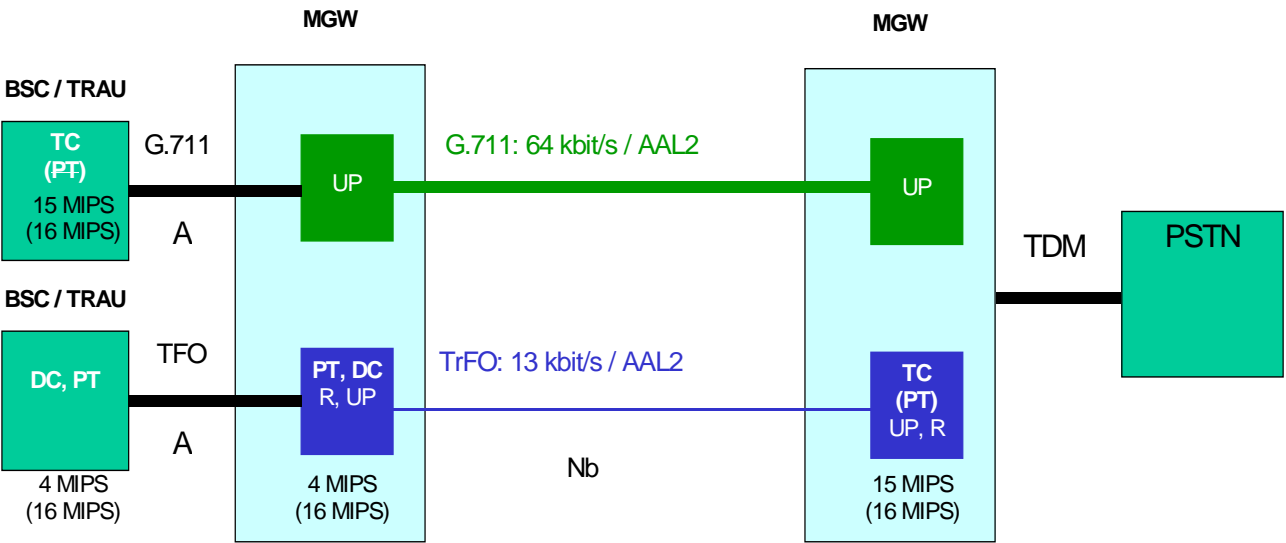 MGW
MGW
BSC / TRAU
TC
(PT)
15 MIPS
(16 MIPS)
G.711
A
UP
G.711: 64 kbit/s / AAL2
UP
TDM
PSTN
BSC / TRAU
DC, PT
4 MIPS
(16 MIPS)
TFO
A
PT, DC
R, UP
4 MIPS
(16 MIPS)
TrFO: 13 kbit/s / AAL2
Nb
TC
(PT)
UP, R
15 MIPS
(16 MIPS)